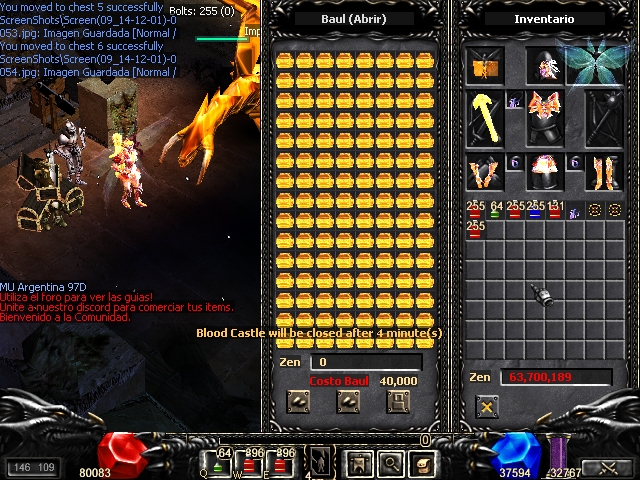 You moved to chest 5 successfully
ScreenShots\Screen(09_14-12-01)-0
053.jpg: Imagen Guardada [Normal /
You moved to chest 6 successfully
ScreenShots\Screen(09_14-12-01)-0
054.jpg: Imagen Guardada [Normal /
Bolts: 255 (0)
Baul (Abrir)
Inventario
6
6
255 64 255 255 131
255
MU Argentina 97D
Utiliza el foro para ver las guias!
Unite a nuestro discord para comerciar tus items.
Bienvenido a la Comunidad.
Blood Castle will be closed after 4 minute(s)
Zen 0
Costo Baul 40,000
Zen 63,700,189
0
64 896 896
Q W E
146 109
80083
37594
-32767